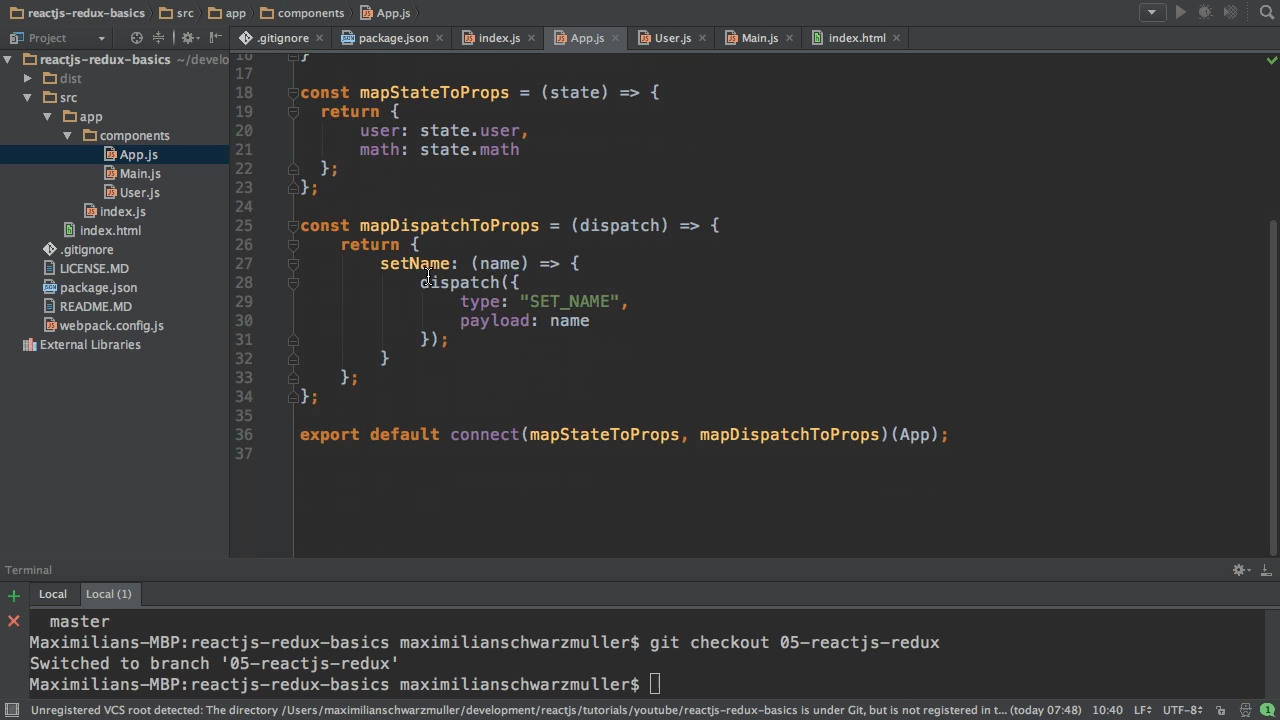 reactjs-redux-basics src app components App.js
Project .gitignore package.json index.js App.js User.js Main.js index.html
reactjs-redux-basics ~/develo
dist
src
app
components
App.js
Main.js
User.js
index.js
index.html
.gitignore
LICENSE.MD
package.json
README.MD
webpack.config.js
External Libraries
16 }
17
18 const mapStateToProps = (state) => {
19 return {
20 user: state.user,
21 math: state.math
22 };
23 };
24
25 const mapDispatchToProps = (dispatch) => {
26 return {
27 setName: (name) => {
28 dispatch({
29 type: "SET_NAME",
30 payload: name
31 });
32 }
33 };
34 };
35
36 export default connect(mapStateToProps, mapDispatchToProps)(App);
37
Terminal
Local Local (1)
master
Maximilians-MBP:reactjs-redux-basics maximilianschwarzmuller$ git checkout 05-reactjs-redux
Switched to branch '05-reactjs-redux'
Maximilians-MBP:reactjs-redux-basics maximilianschwarzmuller$
Unregistered VCS root detected: The directory /Users/maximilianschwarzmuller/development/reactjs/tutorials/youtube/reactjs-redux-basics is under Git, but is not registered in t... (today 07:48) 10:40 LF÷ UTF-8÷ 1